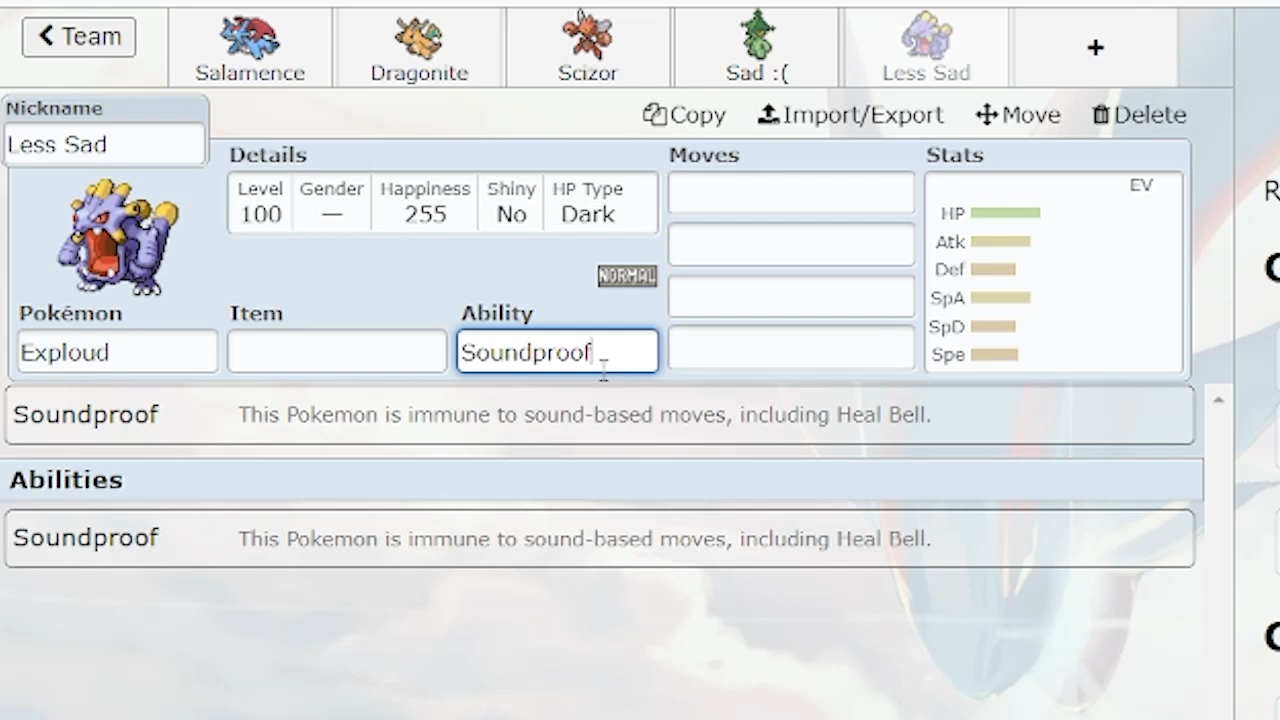 Team
Salamence
Dragonite
Scizor
Sad :(
Less Sad
+
Nickname
Less Sad
Copy
Import/Export
Move
Delete
Details
Moves
Stats
Level
Gender
Happiness
Shiny
HP Type
100
—
255
No
Dark
EV
HP
Atk
Def
SpA
SpD
Spe
NORMAL
Pokémon
Item
Ability
Exploud
Soundproof
Soundproof
This Pokemon is immune to sound-based moves, including Heal Bell.
Abilities
Soundproof
This Pokemon is immune to sound-based moves, including Heal Bell.